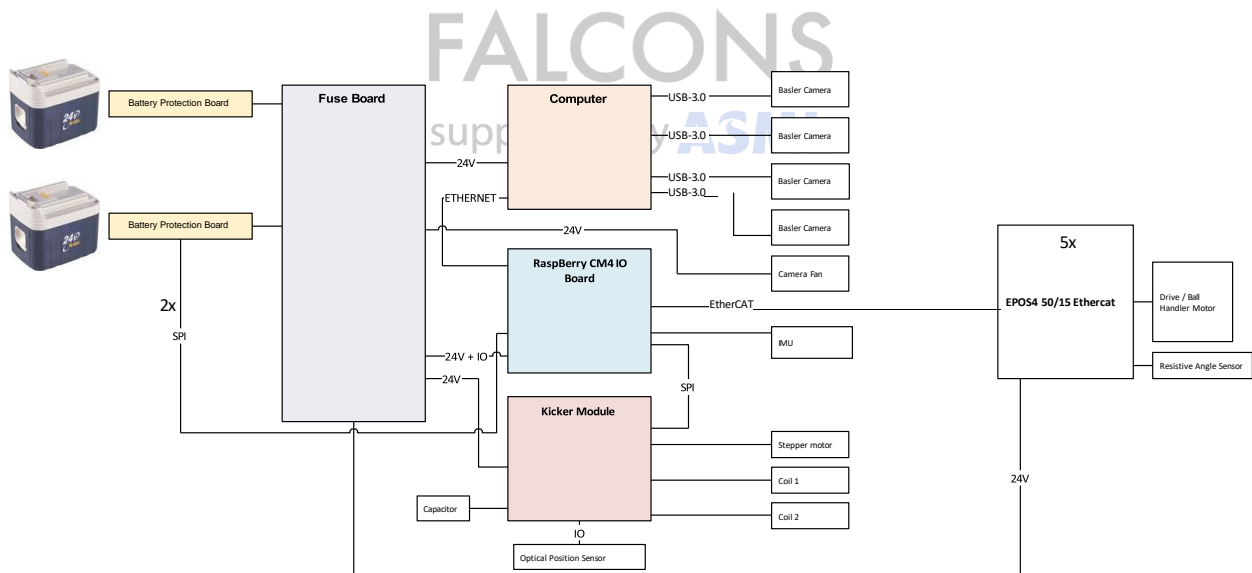 FALCONS
supp
y ASM
Battery Protection Board
24v
Battery Protection Board
24v
Fuse Board
Computer
USB-3.0
USB-3.0
USB-3.0
USB-3.0
Basler Camera
Basler Camera
Basler Camera
Basler Camera
24V
ETHERNET
24V
Camera Fan
RaspBerry CM4 IO
Board
EtherCAT
IMU
5x
EPOS4 50/15 Ethercat
Drive / Ball
Handler Motor
Resistive Angle Sensor
2x
SPI
24V + IO
24V
SPI
Kicker Module
Stepper motor
Coil 1
Coil 2
24V
Capacitor
IO
Optical Position Sensor